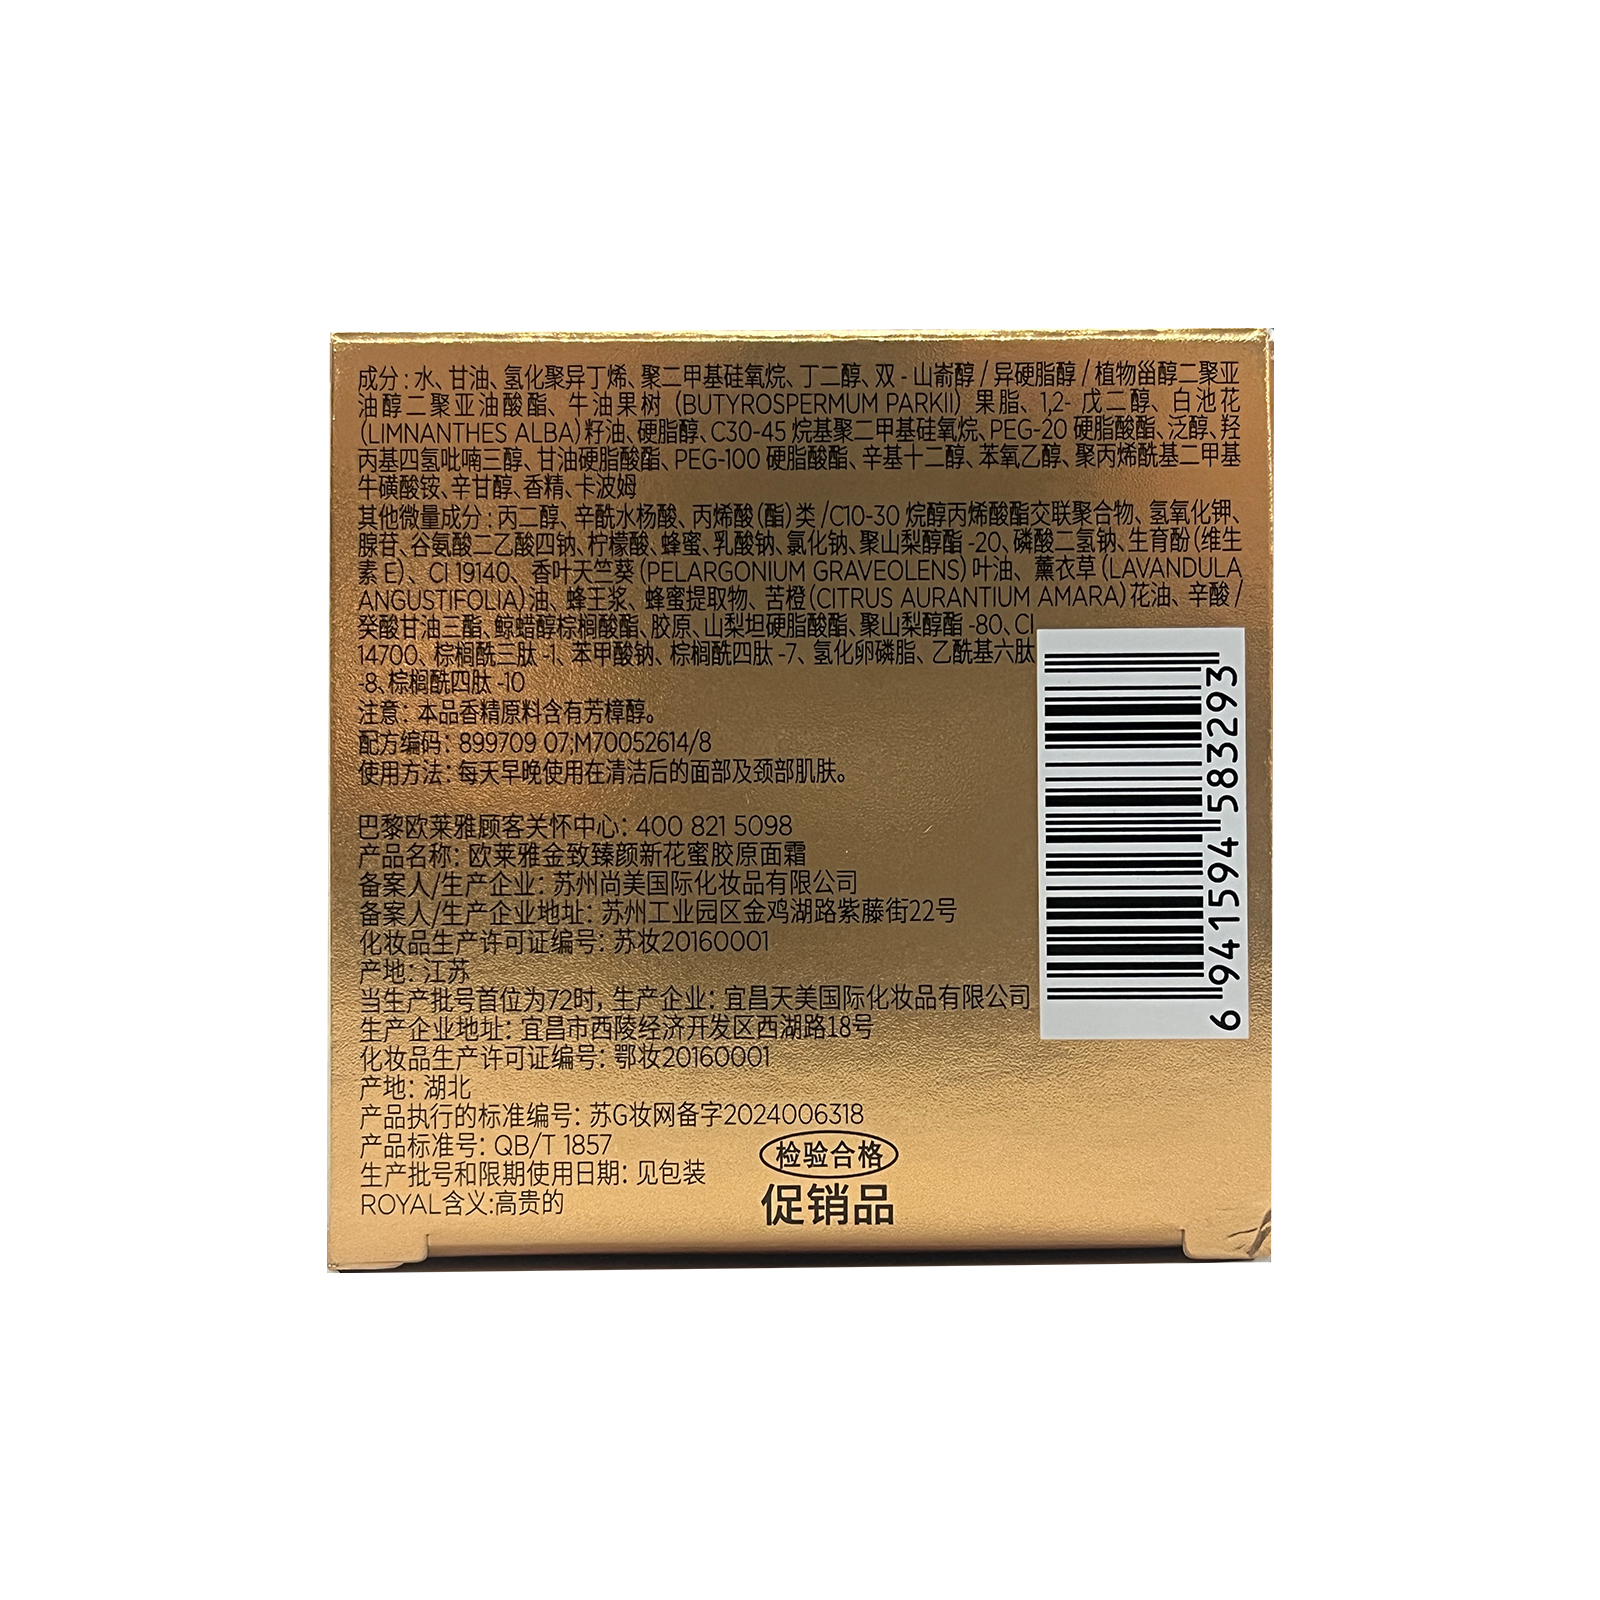 成分：水、甘油、氢化聚异丁烯、聚二甲基硅氧烷、丁二醇、双 - 山嵛醇 / 异硬脂醇 / 植物甾醇二聚亚
油醇二聚亚油酸酯、牛油果树 (BUTYROSPERMUM PARKII) 果脂、1,2- 戊二醇、白池花
(LIMNANTHES ALBA)籽油、硬脂醇、C30-45 烷基聚二甲基硅氧烷、PEG-20 硬脂酸酯、泛醇、羟
丙基四氢吡喃三醇、甘油硬脂酸酯、PEG-100 硬脂酸酯、辛基十二醇、苯氧乙醇、聚丙烯酰基二甲基
牛磺酸铵、辛甘醇、香精、卡波姆
其他微量成分：丙二醇、辛酰水杨酸、丙烯酸(酯)类 /C10-30 烷醇丙烯酸酯交联聚合物、氢氧化钾、
腺苷、谷氨酸二乙酸四钠、柠檬酸、蜂蜜、乳酸钠、氯化钠、聚山梨醇酯 -20、磷酸二氢钠、生育酚(维生
素 E)、CI 19140、香叶天竺葵(PELARGONIUM GRAVEOLENS) 叶油、薰衣草(LAVANDULA
ANGUSTIFOLIA)油、蜂王浆、蜂蜜提取物、苦橙(CITRUS AURANTIUM AMARA)花油、辛酸 /
癸酸甘油三酯、鲸蜡醇棕榈酸酯、胶原、山梨坦硬脂酸酯、聚山梨醇酯 -80、CI
14700、棕榈酰三肽 -1、苯甲酸钠、棕榈酰四肽 -7、氢化卵磷脂、乙酰基六肽
-8、棕榈酰四肽 -10
注意：本品香精原料含有芳樟醇。
配方编码：899709 07;M70052614/8
使用方法：每天早晚使用在清洁后的面部及颈部肌肤。
巴黎欧莱雅顾客关怀中心：400 821 5098
产品名称：欧莱雅金致臻颜新花蜜胶原面霜
备案人/生产企业：苏州尚美国际化妆品有限公司
备案人/生产企业地址：苏州工业园区金鸡湖路紫藤街22号
化妆品生产许可证编号：苏妆20160001
产地：江苏
当生产批号首位为72时，生产企业：宜昌天美国际化妆品有限公司
生产企业地址：宜昌市西陵经济开发区西湖路18号
化妆品生产许可证编号：鄂妆20160001
产地：湖北
产品执行的标准编号：苏G妆网备字2024006318
产品标准号：QB/T 1857
生产批号和限期使用日期：见包装
ROYAL含义:高贵的
检验合格
促销品
6 941594 583293